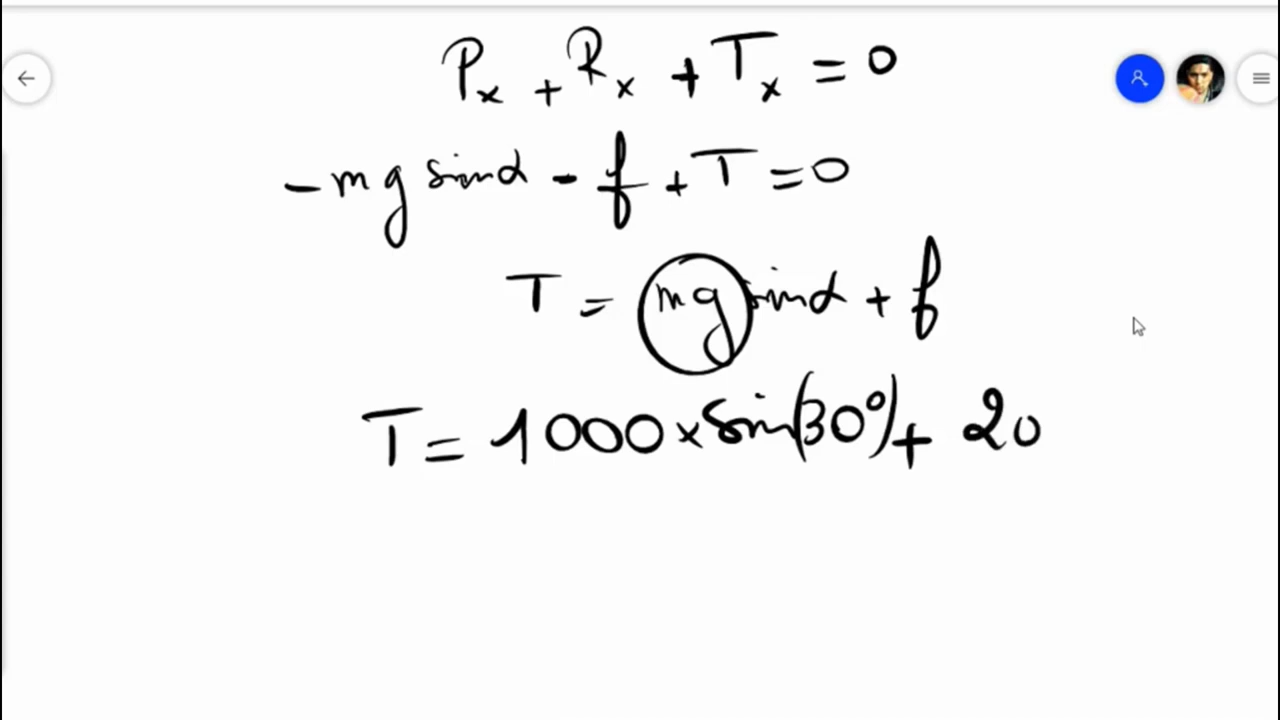 Px + Rx + Tx = 0
- mg sinα - f + T = 0
T = mg sinα + f
T = 1000 × sin(30°) + 20